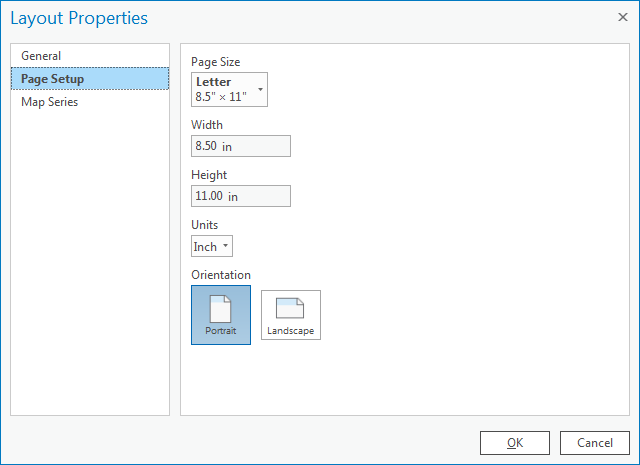 Layout Properties
General
Page Setup
Map Series
Page Size
Letter
8.5" × 11"
Width
8.50 in
Height
11.00 in
Units
Inch
Orientation
Portrait
Landscape
OK
Cancel